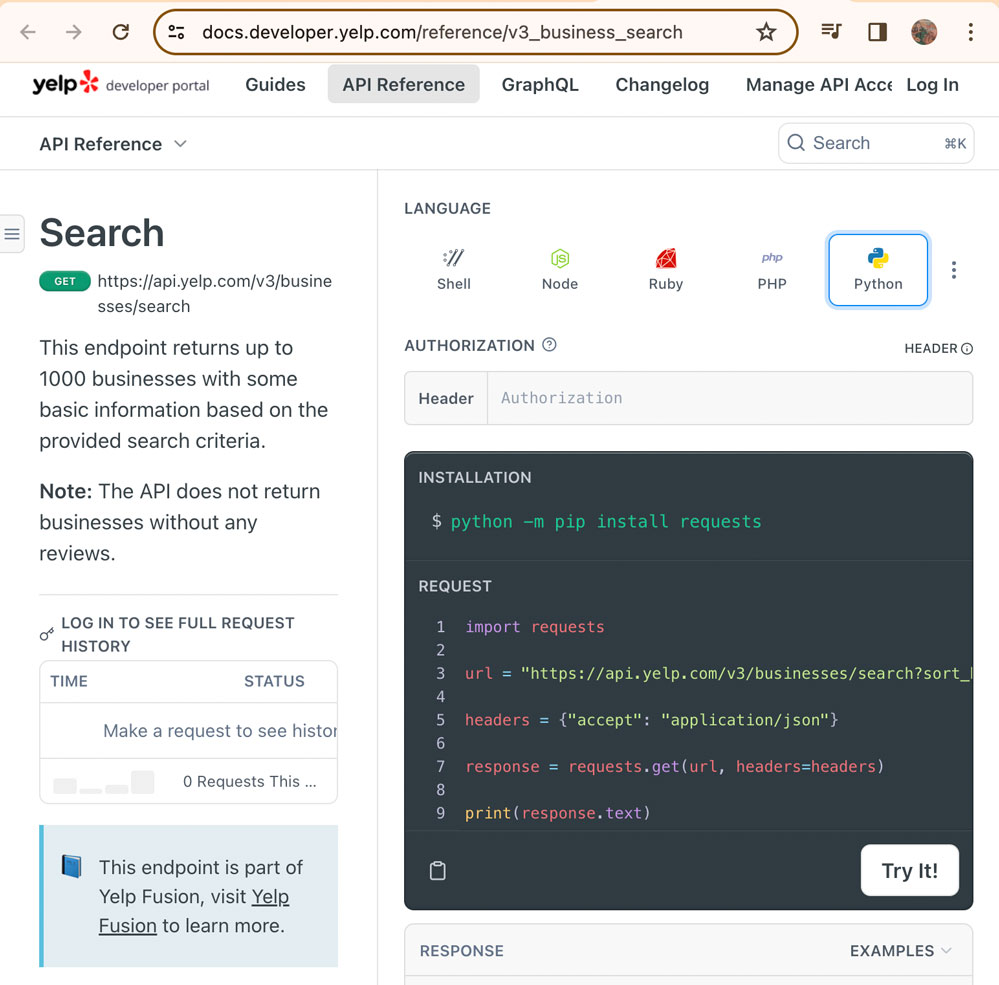 docs.developer.yelp.com/reference/v3_business_search
yelp developer portal
Guides
API Reference
GraphQL
Changelog
Manage API Acce
Log In
API Reference
Search
⌘K
Search
GET https://api.yelp.com/v3/busine
sses/search
This endpoint returns up to
1000 businesses with some
basic information based on the
provided search criteria.
Note: The API does not return
businesses without any
reviews.
LOG IN TO SEE FULL REQUEST
HISTORY
TIME STATUS
Make a request to see histor
0 Requests This ...
This endpoint is part of
Yelp Fusion, visit Yelp
Fusion to learn more.
LANGUAGE
Shell
JS
Node
Ruby
php
PHP
Python
AUTHORIZATION ?
HEADER
Header Authorization
INSTALLATION
$ python -m pip install requests
REQUEST
1 import requests
2
3 url = "https://api.yelp.com/v3/businesses/search?sort_b
4
5 headers = {"accept": "application/json"}
6
7 response = requests.get(url, headers=headers)
8
9 print(response.text)
Try It!
RESPONSE
EXAMPLES